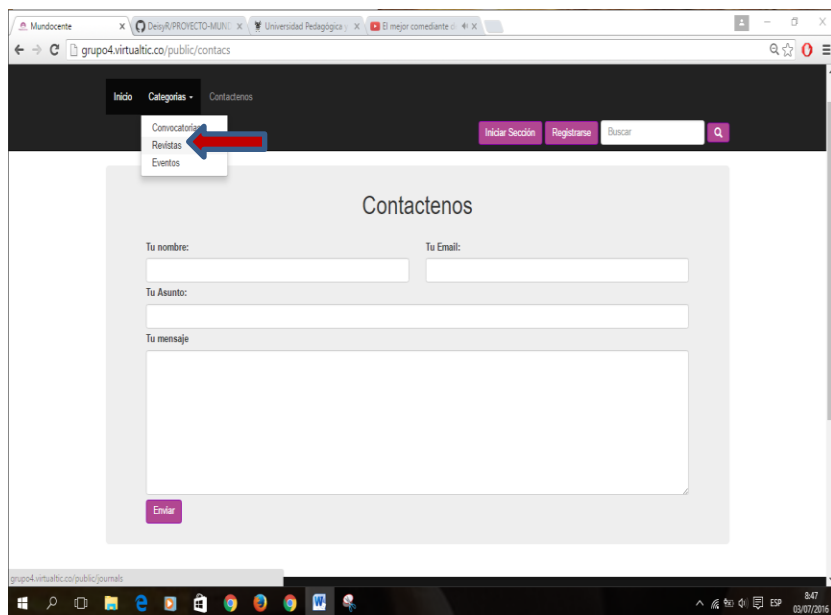 Mundocente
DeisyR/PROYECTO-MUN
Universidad Pedagógica y
El mejor comediante d
grupo4.virtualtic.co/public/contacs
Inicio Categorias Contactenos
Convocatorias
Revistas
Eventos
Iniciar Sección Registrarse Buscar
Contactenos
Tu nombre: Tu Email:
Tu Asunto:
Tu mensaje
Enviar
grupo4.virtualtic.co/public/journals
ESP 8:47
03/07/2016